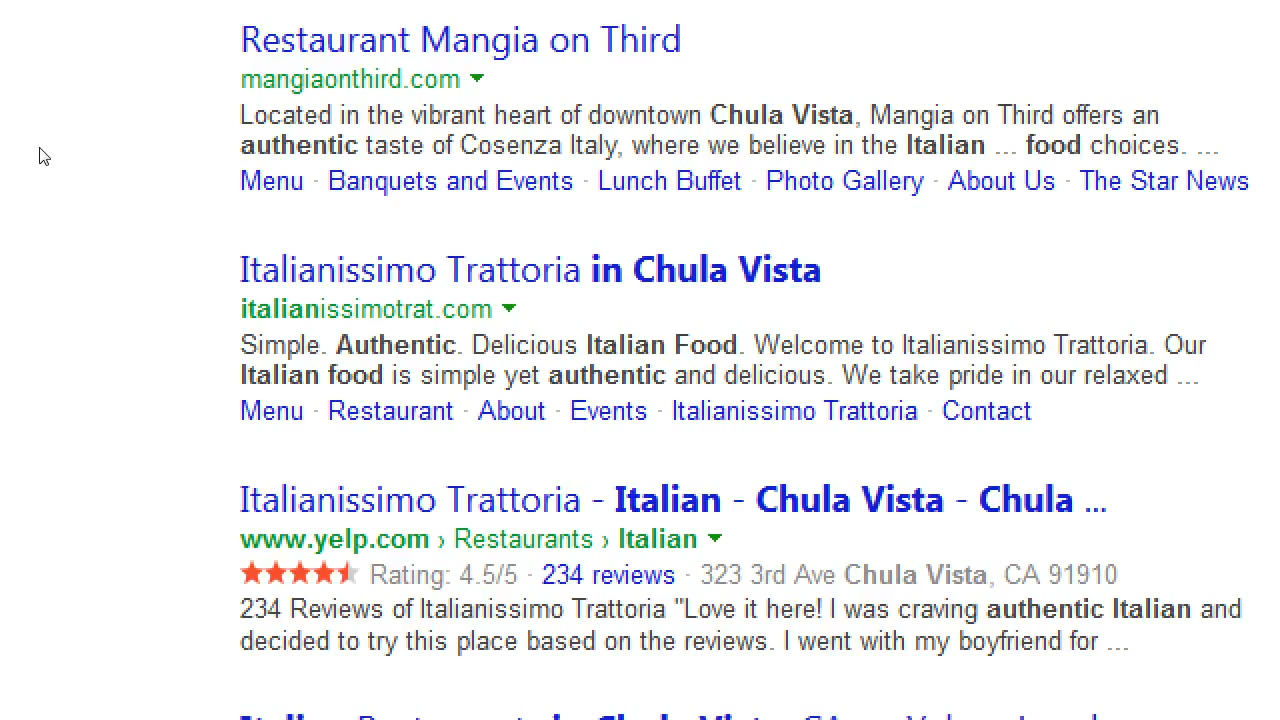 Restaurant Mangia on Third
mangiaonthird.com
Located in the vibrant heart of downtown Chula Vista, Mangia on Third offers an
authentic taste of Cosenza Italy, where we believe in the Italian ... food choices. ...
Menu · Banquets and Events · Lunch Buffet · Photo Gallery · About Us · The Star News
Italianissimo Trattoria in Chula Vista
italianissimotrat.com
Simple. Authentic. Delicious Italian Food. Welcome to Italianissimo Trattoria. Our
Italian food is simple yet authentic and delicious. We take pride in our relaxed ...
Menu · Restaurant · About · Events · Italianissimo Trattoria · Contact
Italianissimo Trattoria - Italian - Chula Vista - Chula ...
www.yelp.com › Restaurants › Italian
Rating: 4.5/5 · 234 reviews · 323 3rd Ave Chula Vista, CA 91910
234 Reviews of Italianissimo Trattoria "Love it here! I was craving authentic Italian and
decided to try this place based on the reviews. I went with my boyfriend for ...